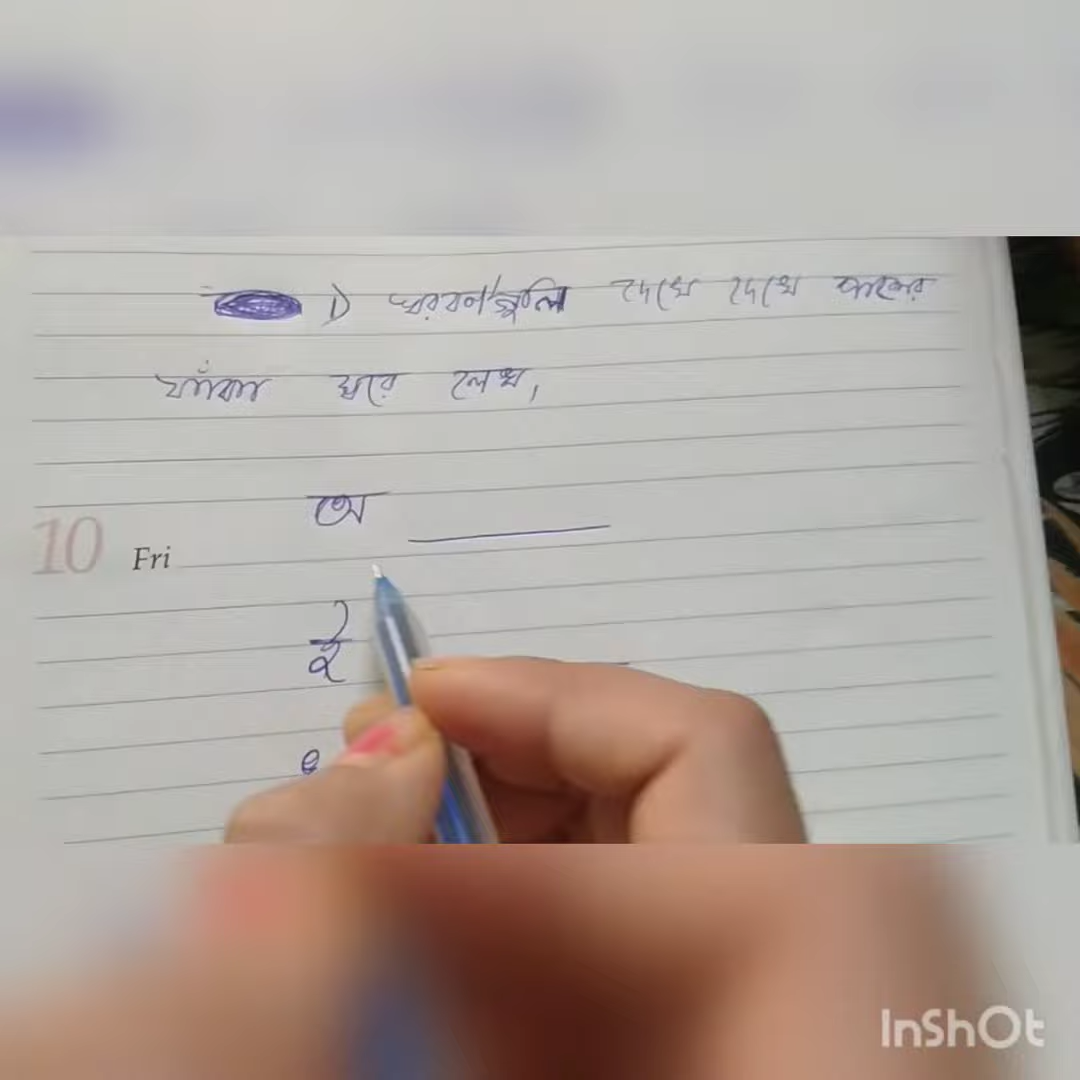 ১) স্বরবর্ণগুলি দেখে দেখে পাশের
ফাঁকা ঘরে লেখ,
অ
10 Fri
ই
InShOt